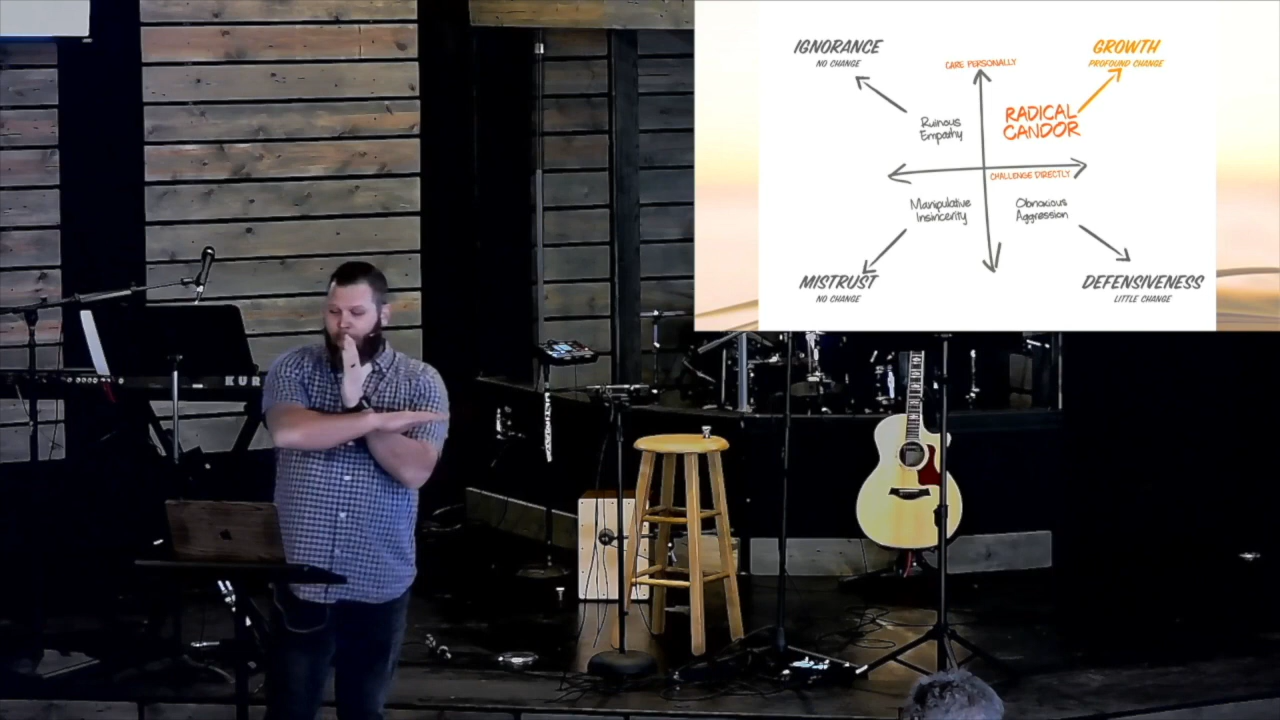 IGNORANCE
NO CHANGE
GROWTH
PROFOUND CHANGE
CARE PERSONALLY
Ruinous
Empathy
RADICAL
CANDOR
CHALLENGE DIRECTLY
Manipulative
Insincerity
Obnoxious
Aggression
MISTRUST
NO CHANGE
DEFENSIVENESS
LITTLE CHANGE
KUR